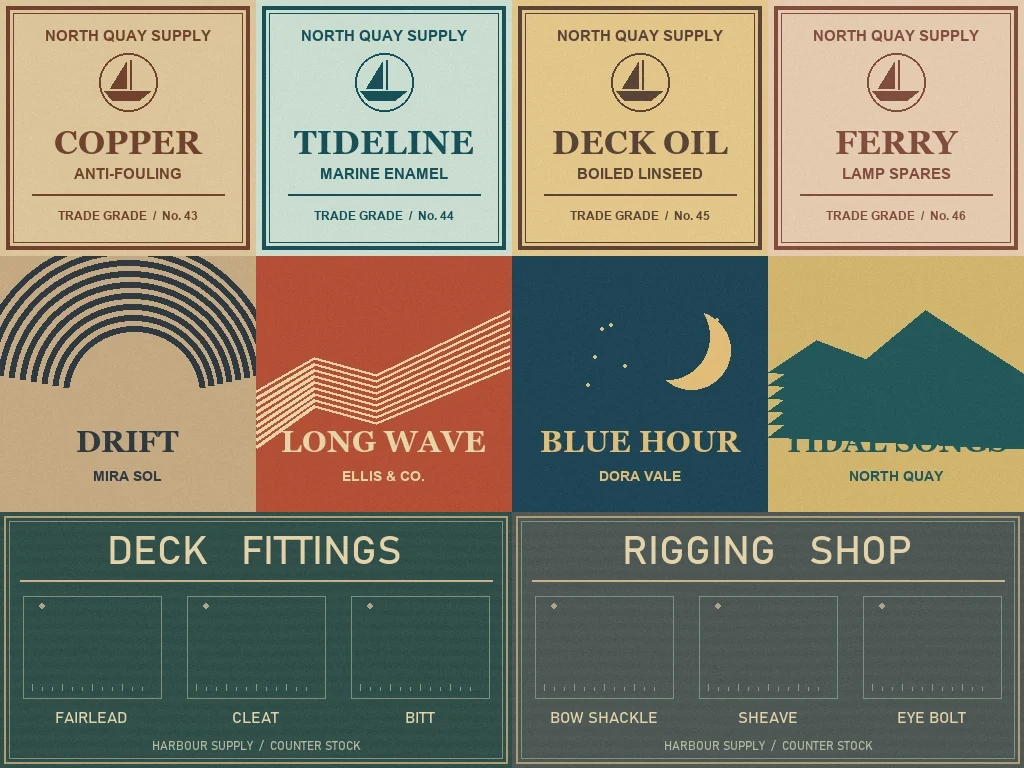 NORTH QUAY SUPPLY
COPPER
ANTI-FOULING
TRADE GRADE / No. 43
NORTH QUAY SUPPLY
TIDELINE
MARINE ENAMEL
TRADE GRADE / No. 44
NORTH QUAY SUPPLY
DECK OIL
BOILED LINSEED
TRADE GRADE / No. 45
NORTH QUAY SUPPLY
FERRY
LAMP SPARES
TRADE GRADE / No. 46
DRIFT
MIRA SOL
LONG WAVE
ELLIS & CO.
BLUE HOUR
DORA VALE
TIDAL SONGS
NORTH QUAY
DECK FITTINGS
FAIRLEAD
CLEAT
BITT
HARBOUR SUPPLY / COUNTER STOCK
RIGGING SHOP
BOW SHACKLE
SHEAVE
EYE BOLT
HARBOUR SUPPLY / COUNTER STOCK